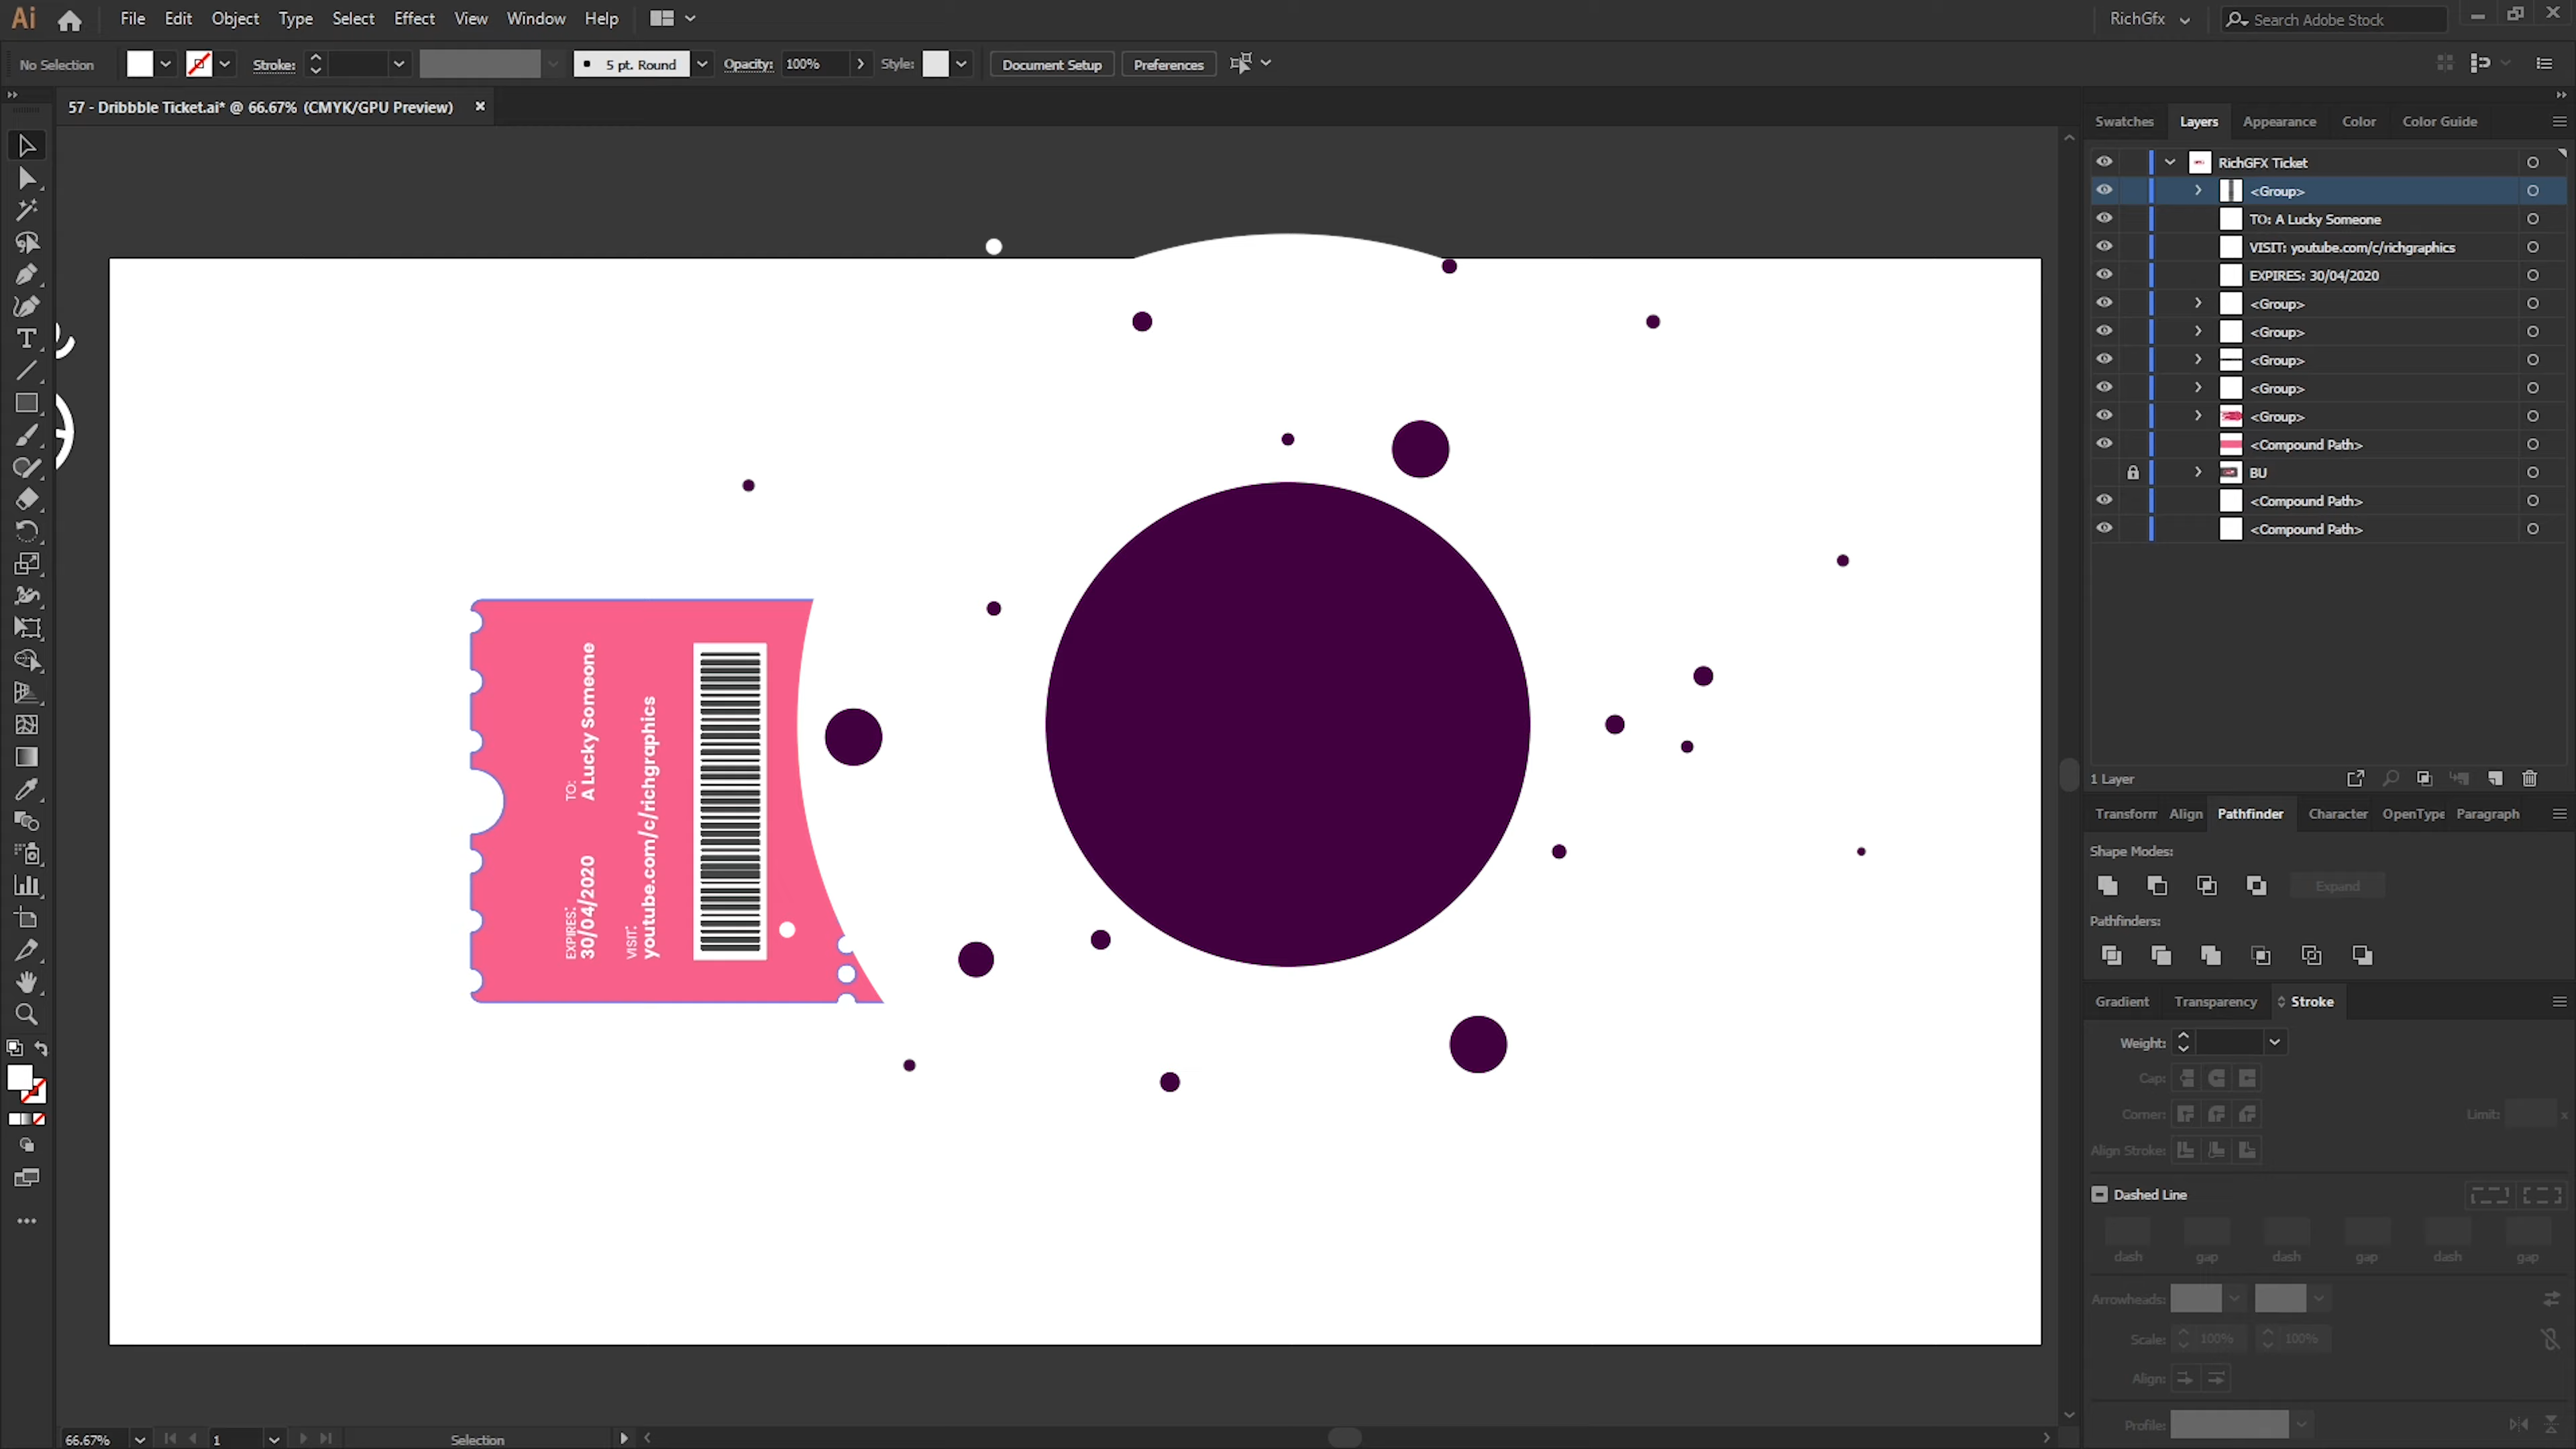 Ai File Edit Object Type Select Effect View Window Help RichGfx Search Adobe Stock
No Selection Stroke: 5 pt. Round Opacity: 100% Style: Document Setup Preferences
57 - Dribbble Ticket.ai* @ 66.67% (CMYK/GPU Preview)
Swatches Layers Appearance Color Color Guide
RichGFX Ticket
<Group>
TO: A Lucky Someone
VISIT: youtube.com/c/richgraphics
EXPIRES: 30/04/2020
<Group>
<Group>
<Group>
<Group>
<Group>
<Compound Path>
BU
<Compound Path>
<Compound Path>
TO:
A Lucky Someone
EXPIRES:
30/04/2020
VISIT:
youtube.com/c/richgraphics
1 Layer
Transform Align Pathfinder Character OpenType Paragraph
Shape Modes:
Expand
Pathfinders:
Gradient Transparency Stroke
Weight:
Cap:
Corner: Limit: x
Align Stroke:
Dashed Line
dash gap dash gap dash gap
Arrowheads:
Scale: 100% 100%
Align:
Profile:
66.67% 1 Selection